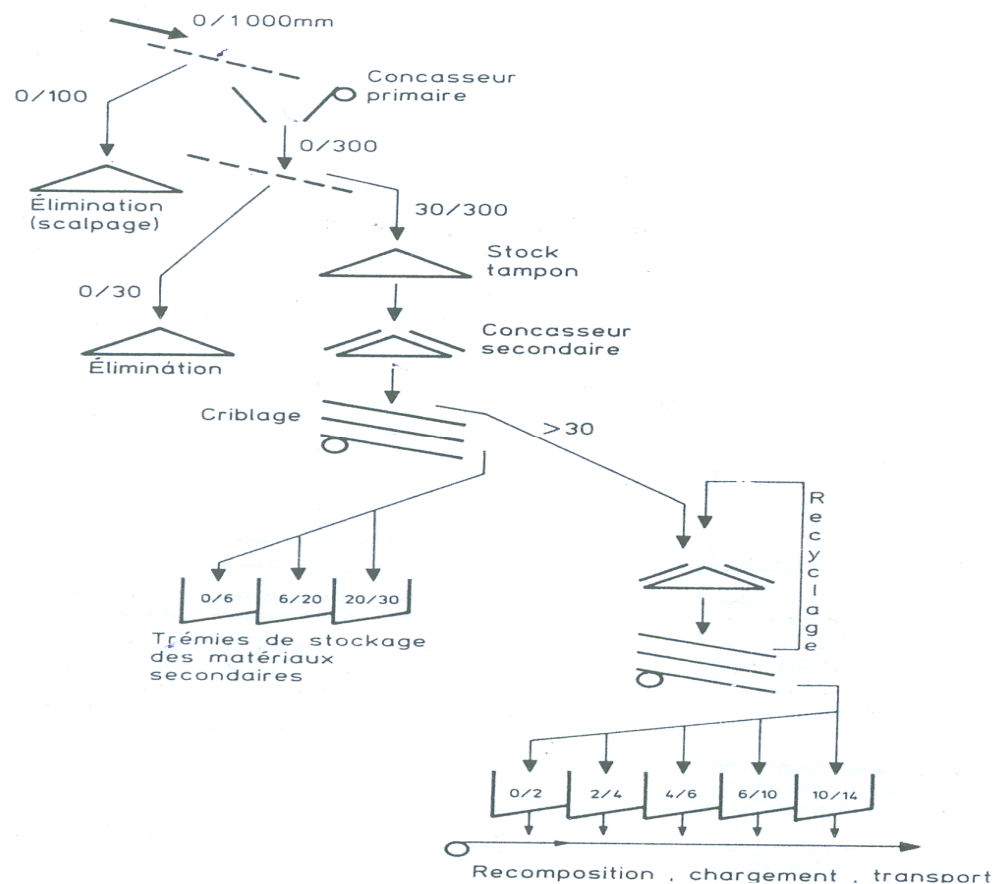 0/1000mm
Concasseur
primaire
0/100
0/300
Élimination
(scalpage)
30/300
Stock
tampon
0/30
Élimination
Concasseur
secondaire
Criblage
>30
Recyclage
0/6
6/20
20/30
Trémies de stockage
des matériaux
secondaires
0/2
2/4
4/6
6/10
10/14
Recomposition , chargement , transport